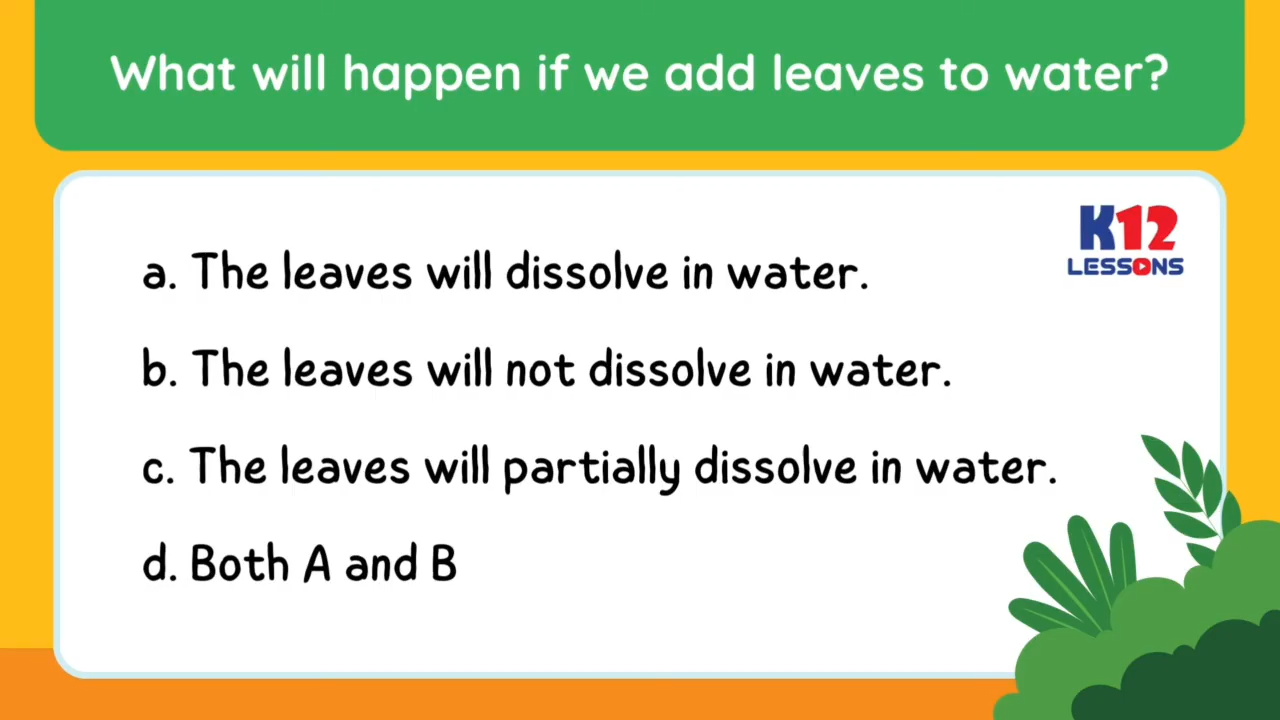 What will happen if we add leaves to water?
K12
LESSONS
a. The leaves will dissolve in water.
b. The leaves will not dissolve in water.
c. The leaves will partially dissolve in water.
d. Both A and B